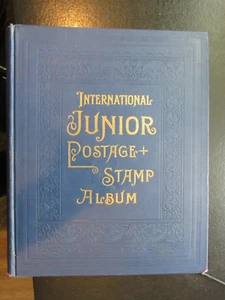 INTERNATIONAL
JUNIOR
POSTAGE+
STAMP
ALBUM